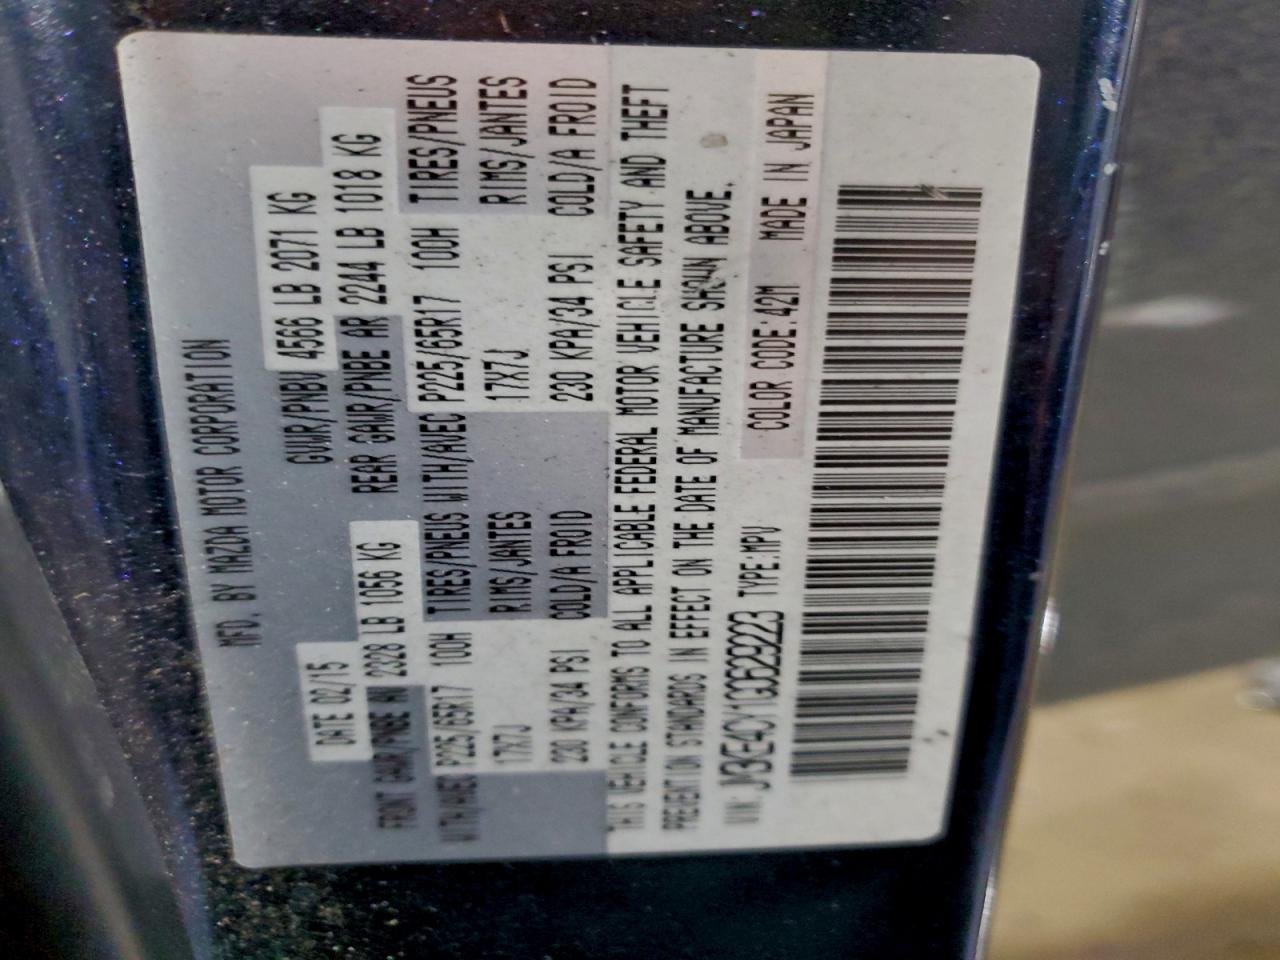 MFD. BY MAZDA MOTOR CORPORATION
DATE 02/15 GVWR/PNBV 4566 LB 2071 KG
FRONT GAWR/PNBE AV 2328 LB 1056 KG REAR GAWR/PNBE AR 2244 LB 1018 KG
WITH/AVEC P225/65R17 100H TIRES/PNEUS WITH/AVEC P225/65R17 100H TIRES/PNEUS
17X7J RIMS/JANTES 17X7J RIMS/JANTES
230 KPA/34 PSI COLD/A FROID 230 KPA/34 PSI COLD/A FROID
THIS VEHICLE CONFORMS TO ALL APPLICABLE FEDERAL MOTOR VEHICLE SAFETY AND THEFT
PREVENTION STANDARDS IN EFFECT ON THE DATE OF MANUFACTURE SHOWN ABOVE.
VIN: JM3KE4CY1G0629223 TYPE:MPV COLOR CODE:42M MADE IN JAPAN